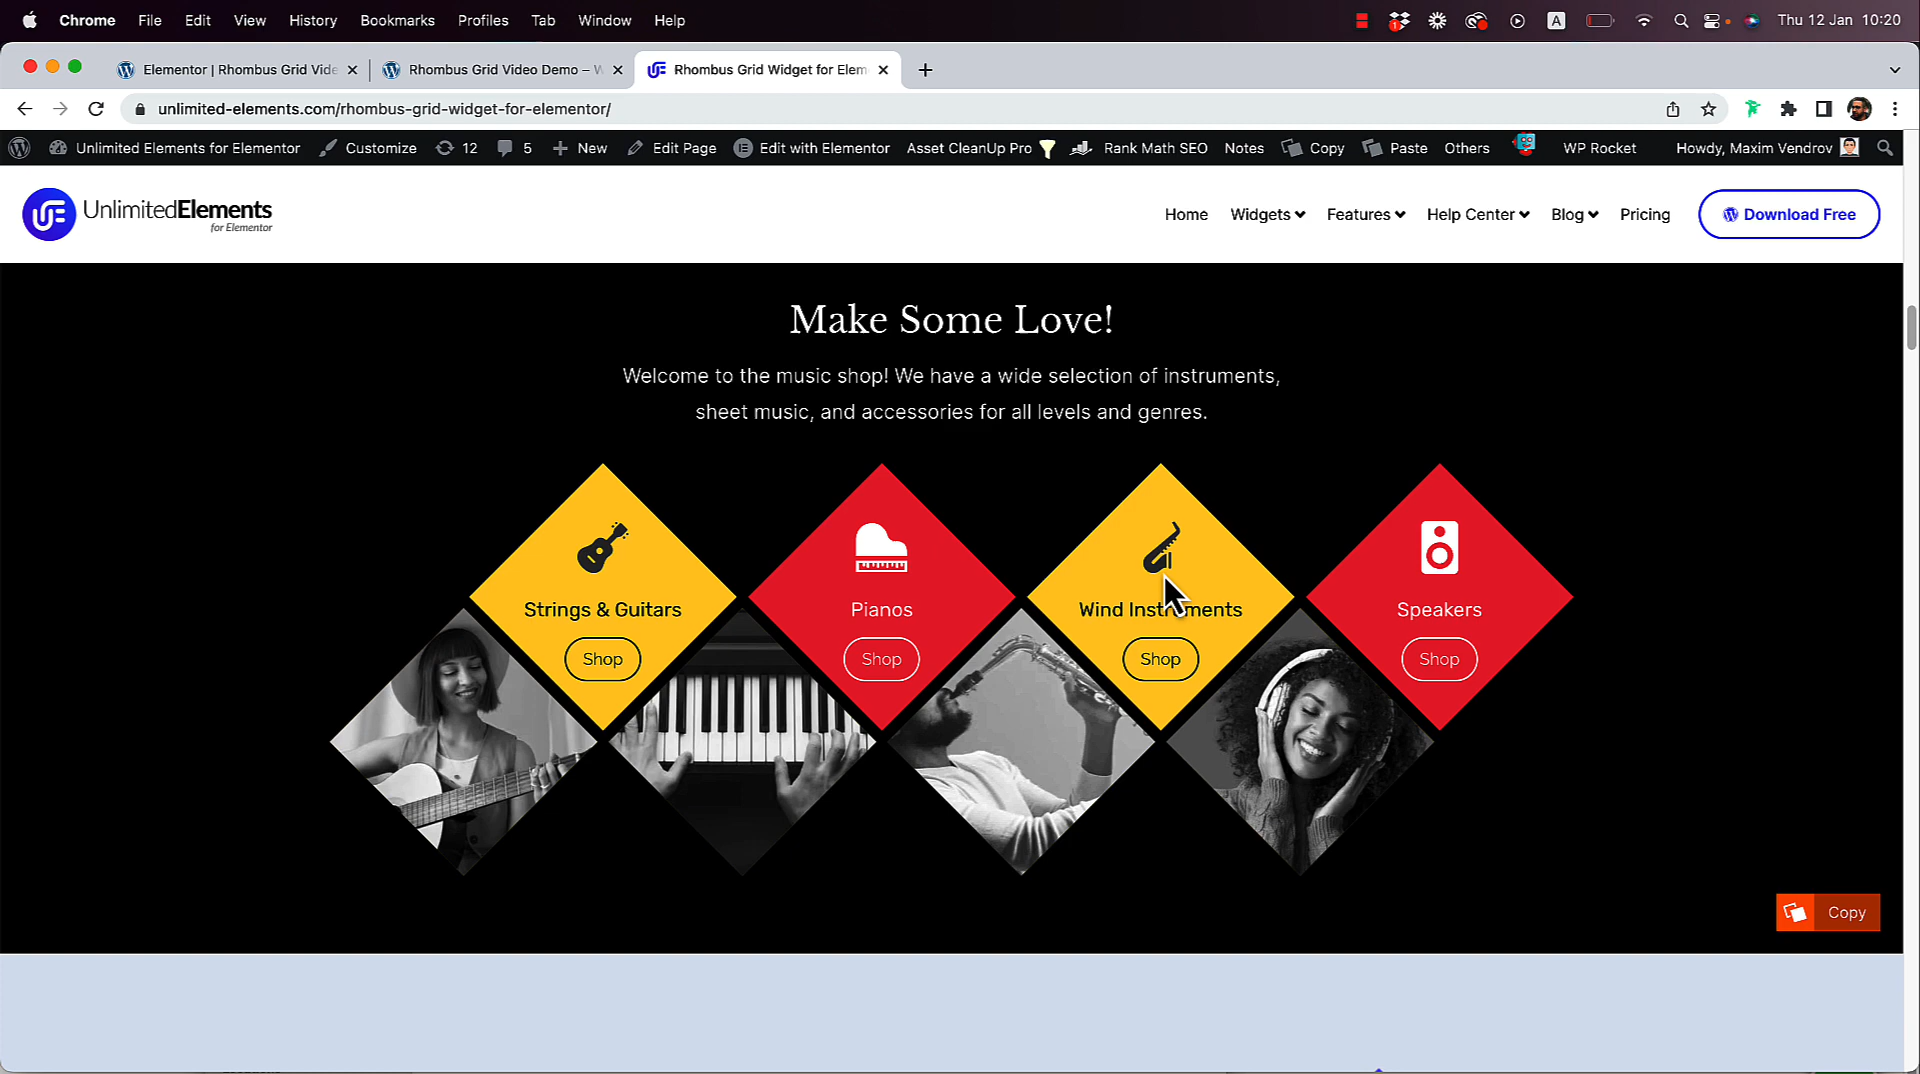 Chrome File Edit View History Bookmarks Profiles Tab Window Help 1 A Thu 12 Jan 10:20
Elementor | Rhombus Grid Vide Rhombus Grid Video Demo – W Rhombus Grid Widget for Elem
unlimited-elements.com/rhombus-grid-widget-for-elementor/
Unlimited Elements for Elementor Customize 12 5 New Edit Page Edit with Elementor Asset CleanUp Pro Rank Math SEO Notes Copy Paste Others WP Rocket Howdy, Maxim Vendrov
UnlimitedElements
for Elementor
Home Widgets Features Help Center Blog Pricing Download Free
Make Some Love!
Welcome to the music shop! We have a wide selection of instruments,
sheet music, and accessories for all levels and genres.
Strings & Guitars Pianos Wind Instruments Speakers
Shop Shop Shop Shop
Copy